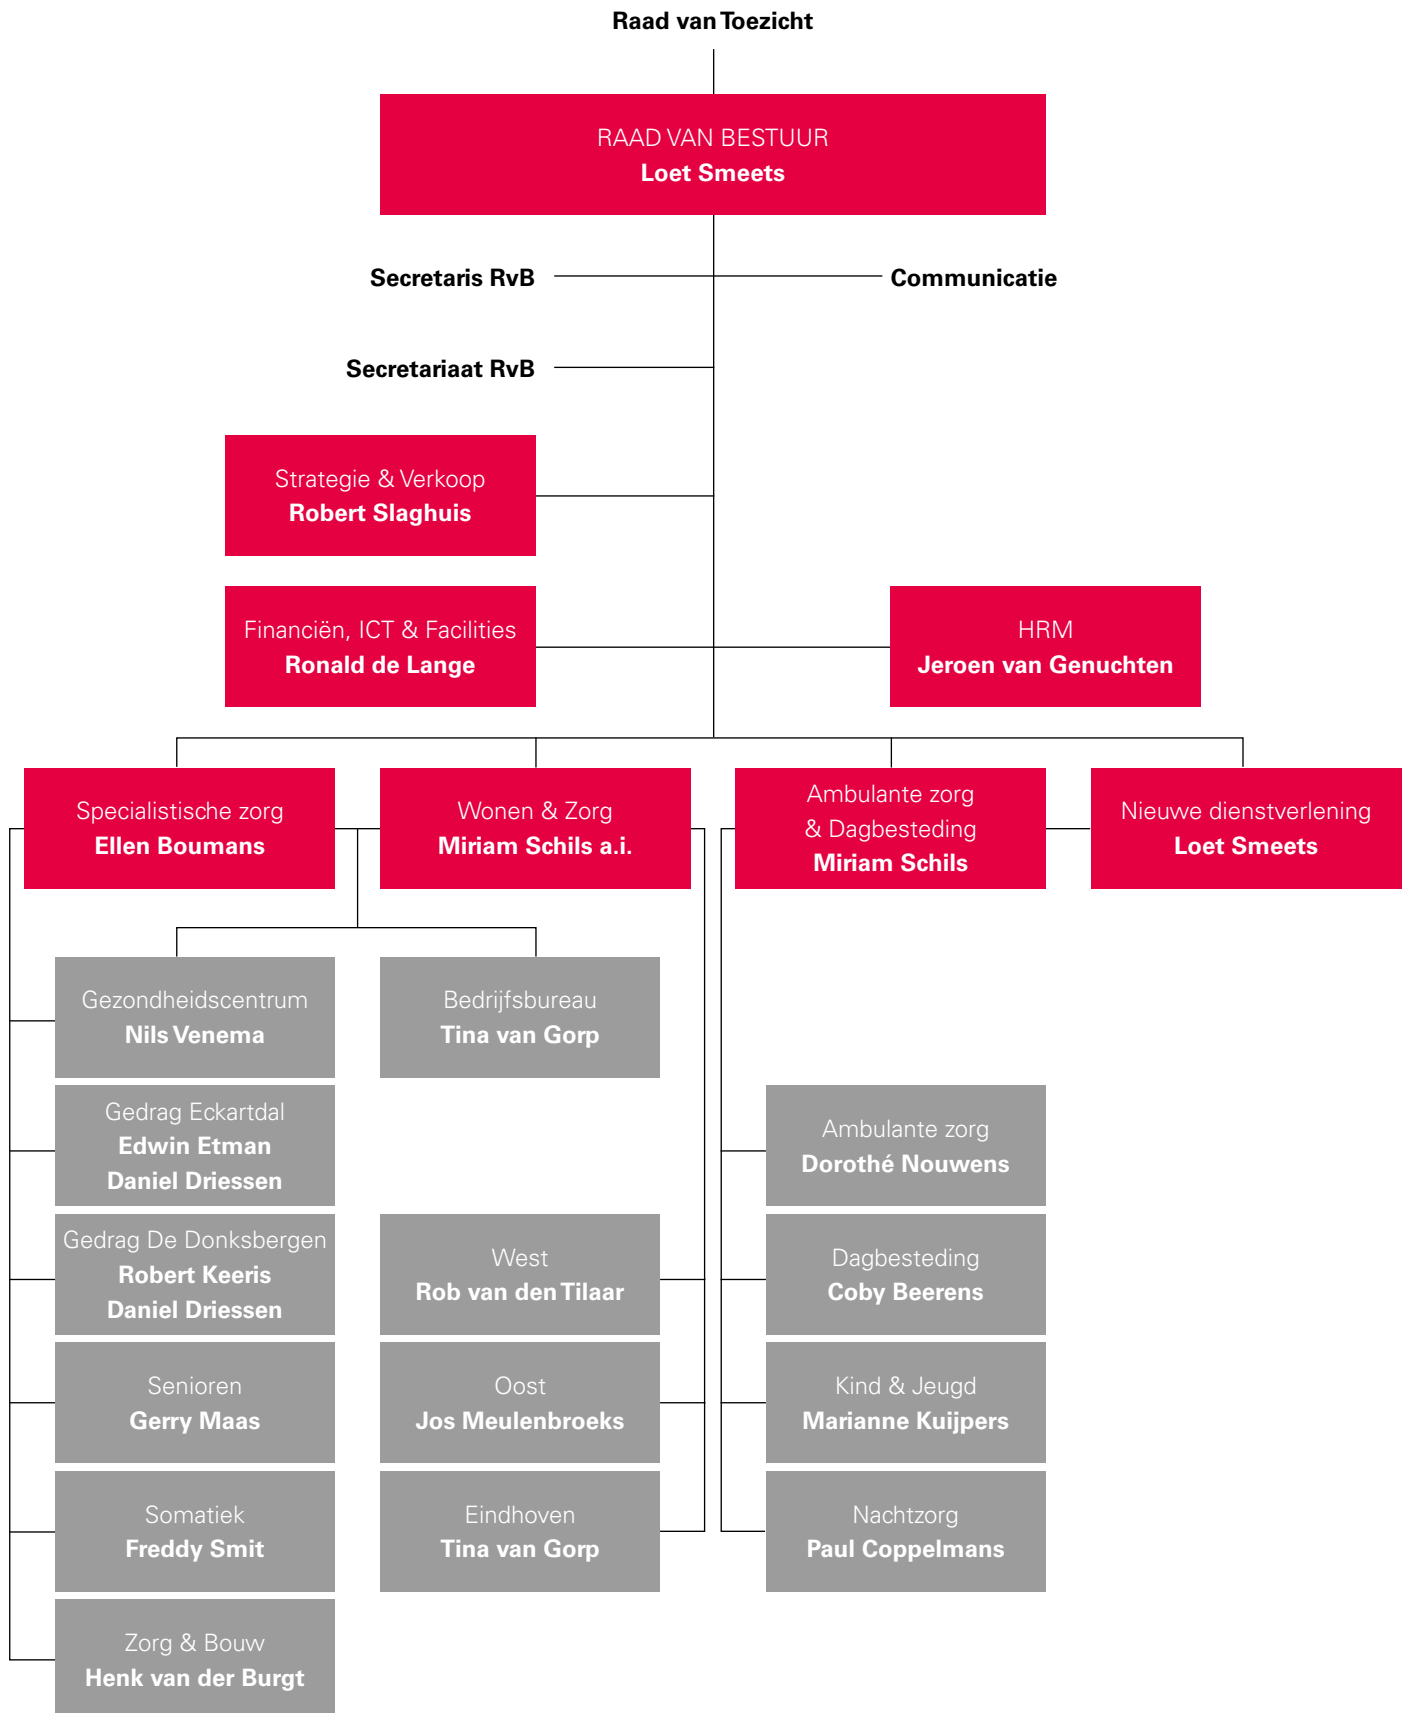 Raad van Toezicht
RAAD VAN BESTUUR
Loet Smeets
Secretaris RvB
Communicatie
Secretariaat RvB
Strategie & Verkoop
Robert Slaghuis
Financiën, ICT & Facilities
Ronald de Lange
HRM
Jeroen van Genuchten
Specialistische zorg
Ellen Boumans
Wonen & Zorg
Miriam Schils a.i.
Ambulante zorg
& Dagbesteding
Miriam Schils
Nieuwe dienstverlening
Loet Smeets
Gezondheidscentrum
Nils Venema
Bedrijfsbureau
Tina van Gorp
Gedrag Eckartdal
Edwin Etman
Daniel Driessen
Ambulante zorg
Dorothé Nouwens
Gedrag De Donksbergen
Robert Keeris
Daniel Driessen
West
Rob van den Tilaar
Dagbesteding
Coby Beerens
Senioren
Gerry Maas
Oost
Jos Meulenbroeks
Kind & Jeugd
Marianne Kuijpers
Somatiek
Freddy Smit
Eindhoven
Tina van Gorp
Nachtzorg
Paul Coppelmans
Zorg & Bouw
Henk van der Burgt